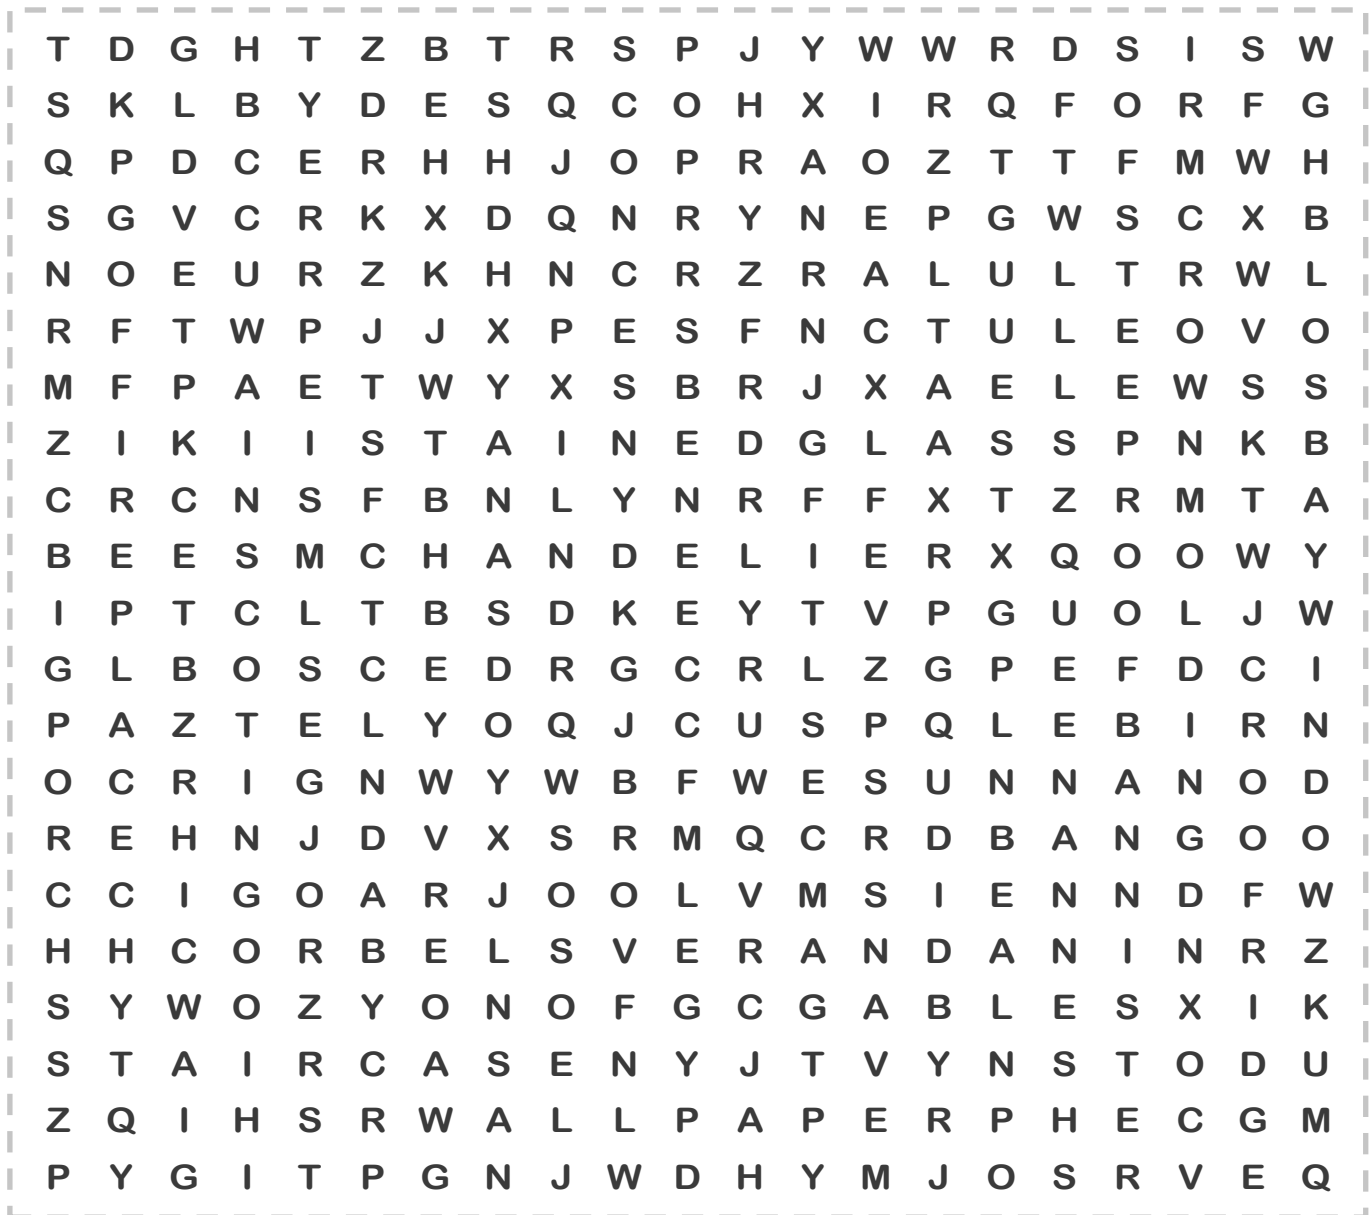 T D G H T Z B T R S P J Y W W R D S I S W
S K L B Y D E S Q C O H X I R Q F O R F G
Q P D C E R H H J O P R A O Z T T F M W H
S G V C R K X D Q N R Y N E P G W S C X B
N O E U R Z K H N C R Z R A L U L T R W L
R F T W P J J X P E S F N C T U L E O V O
M F P A E T W Y X S B R J X A E L E W S S
Z I K I I S T A I N E D G L A S S P N K B
C R C N S F B N L Y N R F F X T Z R M T A
B E E S M C H A N D E L I E R X Q O O W Y
I P T C L T B S D K E Y T V P G U O L J W
G L B O S C E D R G C R L Z G P E F D C I
P A Z T E L Y O Q J C U S P Q L E B I R N
O C R I G N W Y W B F W E S U N N A N O D
R E H N J D V X S R M Q C R D B A N G O O
C C I G O A R J O O L V M S I E N N D F W
H H C O R B E L S V E R A N D A N I N R Z
S Y W O Z Y O N O F G C G A B L E S X I K
S T A I R C A S E N Y J T V Y N S T O D U
Z Q I H S R W A L L P A P E R P H E C G M
P Y G I T P G N J W D H Y M J O S R V E Q